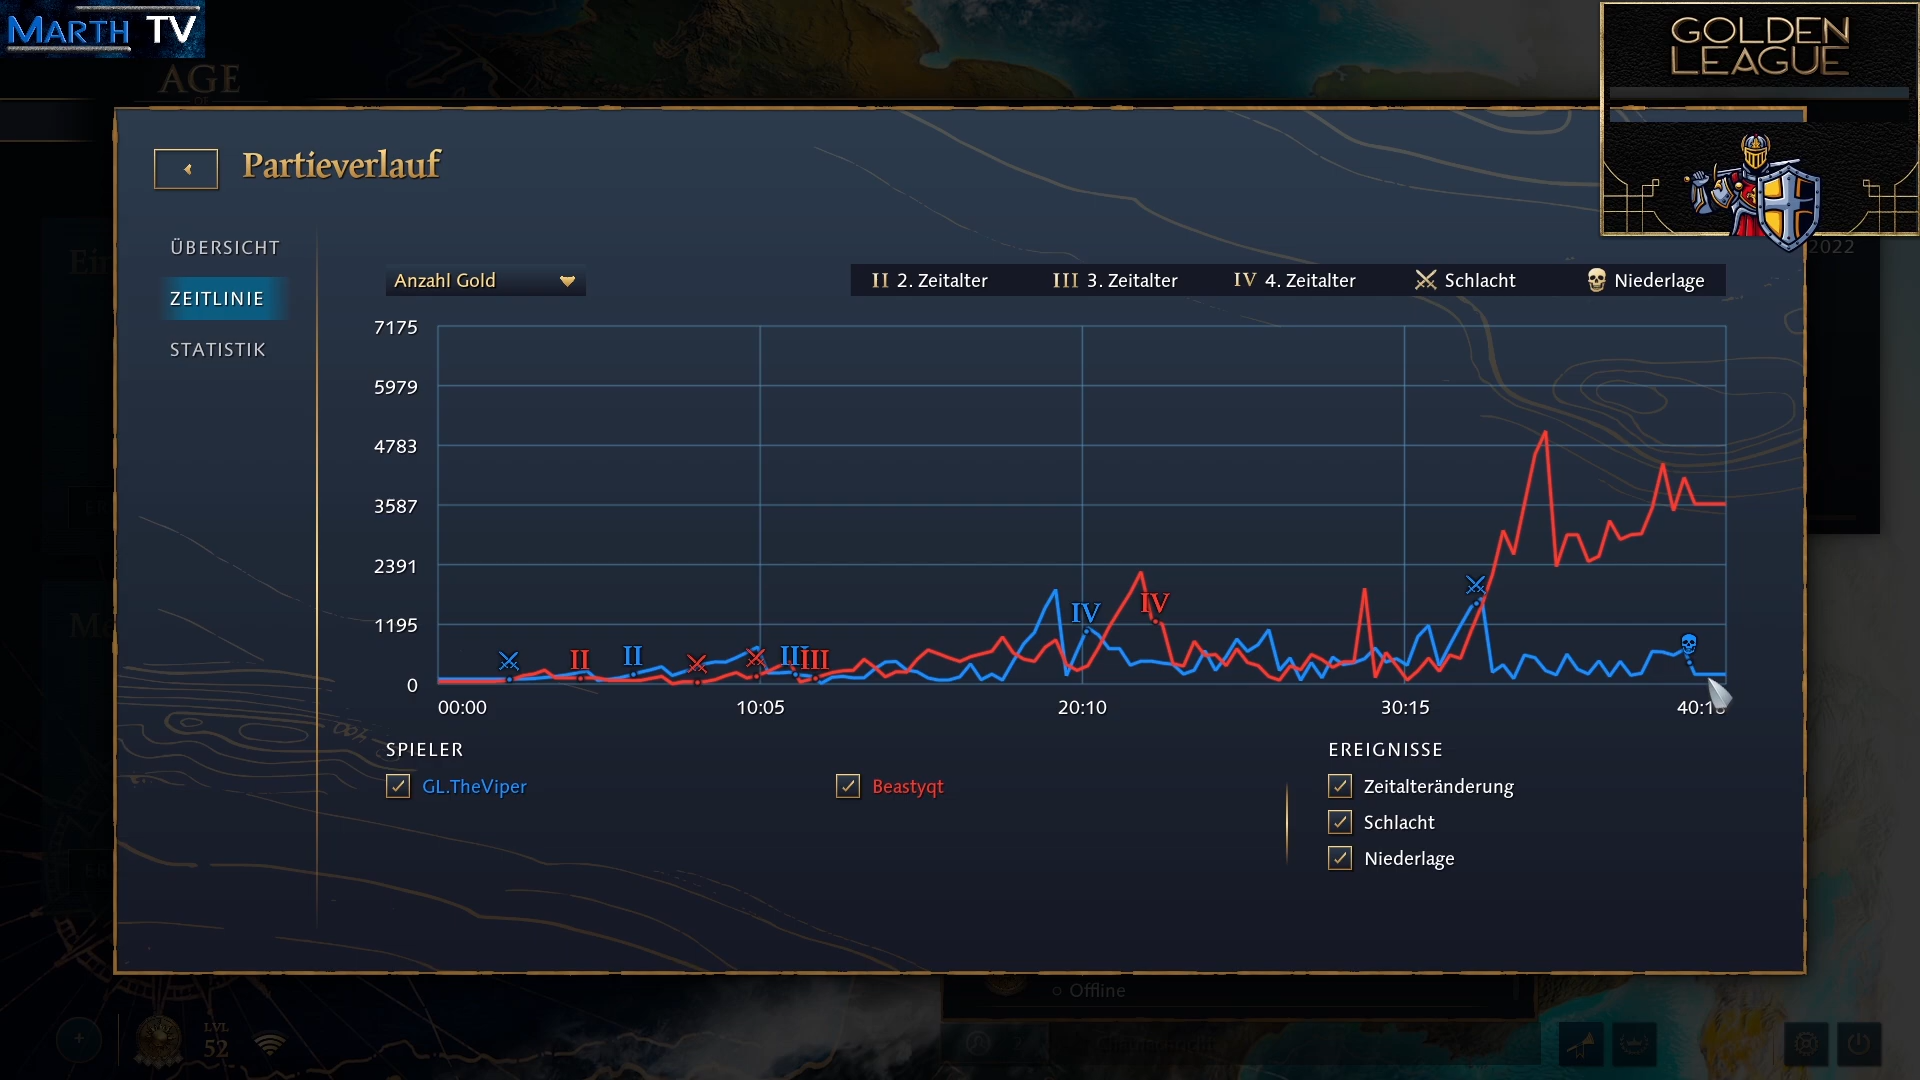 MARTH TV
GOLDEN
LEAGUE
AGE
Partieverlauf
2022
ÜBERSICHT
ZEITLINIE
STATISTIK
Anzahl Gold
II 2. Zeitalter
III 3. Zeitalter
IV 4. Zeitalter
Schlacht
Niederlage
7175
5979
4783
3587
2391
1195
0
II
II
III
III
IV
IV
00:00
10:05
20:10
30:15
SPIELER
GL.TheViper
Beastyqt
EREIGNISSE
Zeitalteränderung
Schlacht
Niederlage
Offline
LVL
52